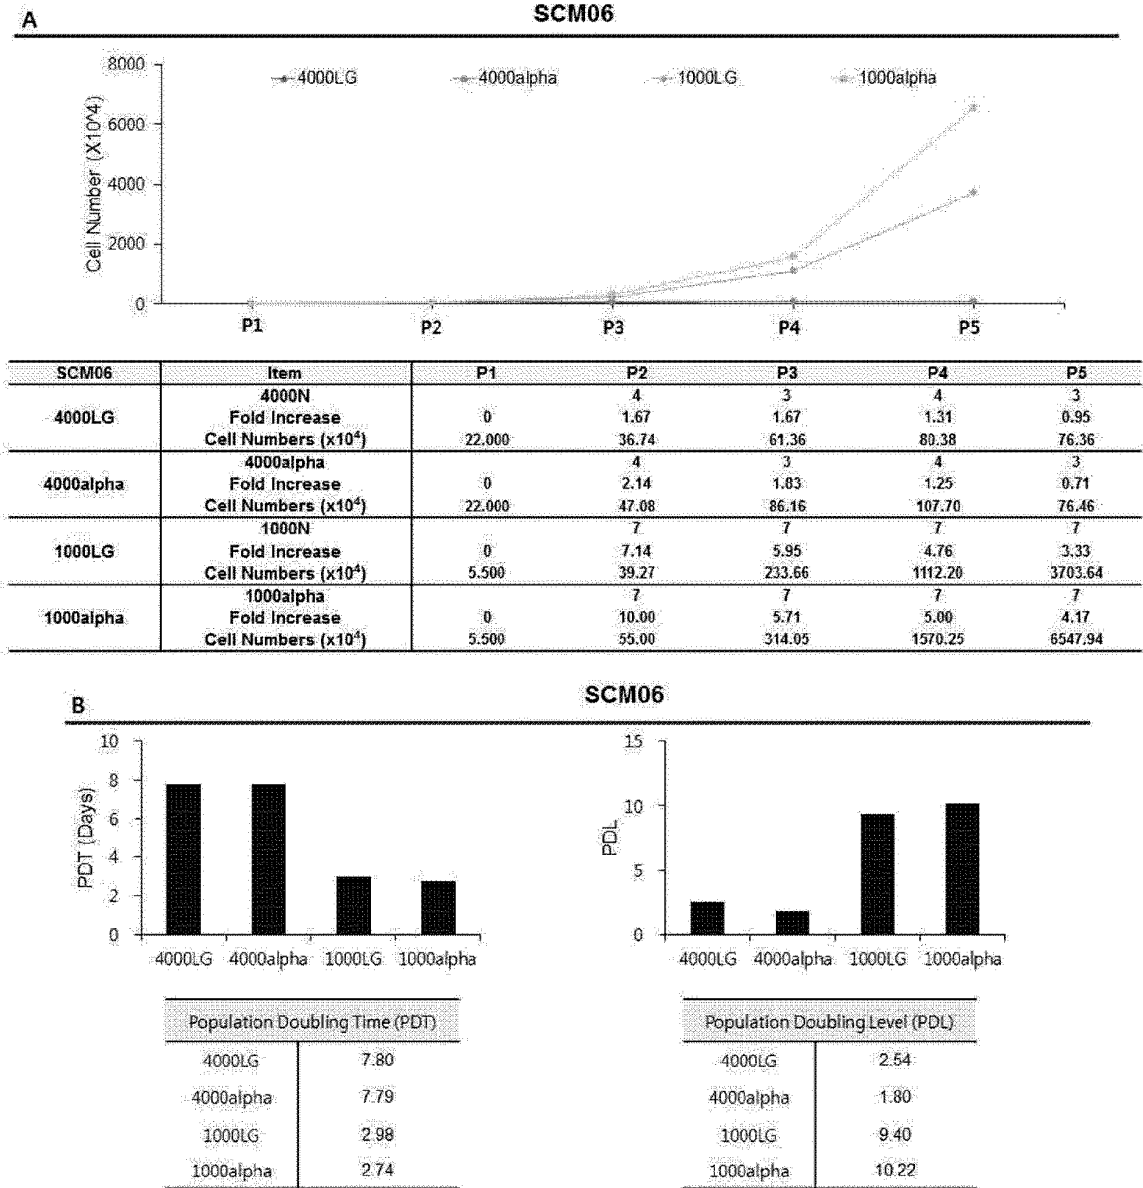 A
SCM06
8000
6000
4000
2000
0
Cell Number (X10^4)
4000LG 4000alpha 1000LG 1000alpha
P1 P2 P3 P4 P5
SCM06 Item P1 P2 P3 P4 P5
4000LG
4000N 4 3 4 3
Fold Increase 0 1.67 1.67 1.31 0.95
Cell Numbers (x10⁴) 22.000 36.74 61.36 80.38 76.36
4000alpha
4000alpha 4 3 4 3
Fold Increase 0 2.14 1.83 1.25 0.71
Cell Numbers (x10⁴) 22.000 47.08 86.16 107.70 76.46
1000LG
1000N 7 7 7 7
Fold Increase 0 7.14 5.95 4.76 3.33
Cell Numbers (x10⁴) 5.500 39.27 233.66 1112.20 3703.64
1000alpha
1000alpha 7 7 7 7
Fold Increase 0 10.00 5.71 5.00 4.17
Cell Numbers (x10⁴) 5.500 55.00 314.05 1570.25 6547.94
B
SCM06
10
8
6
4
2
0
PDT (Days)
4000LG 4000alpha 1000LG 1000alpha
15
10
5
0
PDL
4000LG 4000alpha 1000LG 1000alpha
Population Doubling Time (PDT)
4000LG 7.80
4000alpha 7.79
1000LG 2.98
1000alpha 2.74
Population Doubling Level (PDL)
4000LG 2.54
4000alpha 1.80
1000LG 9.40
1000alpha 10.22